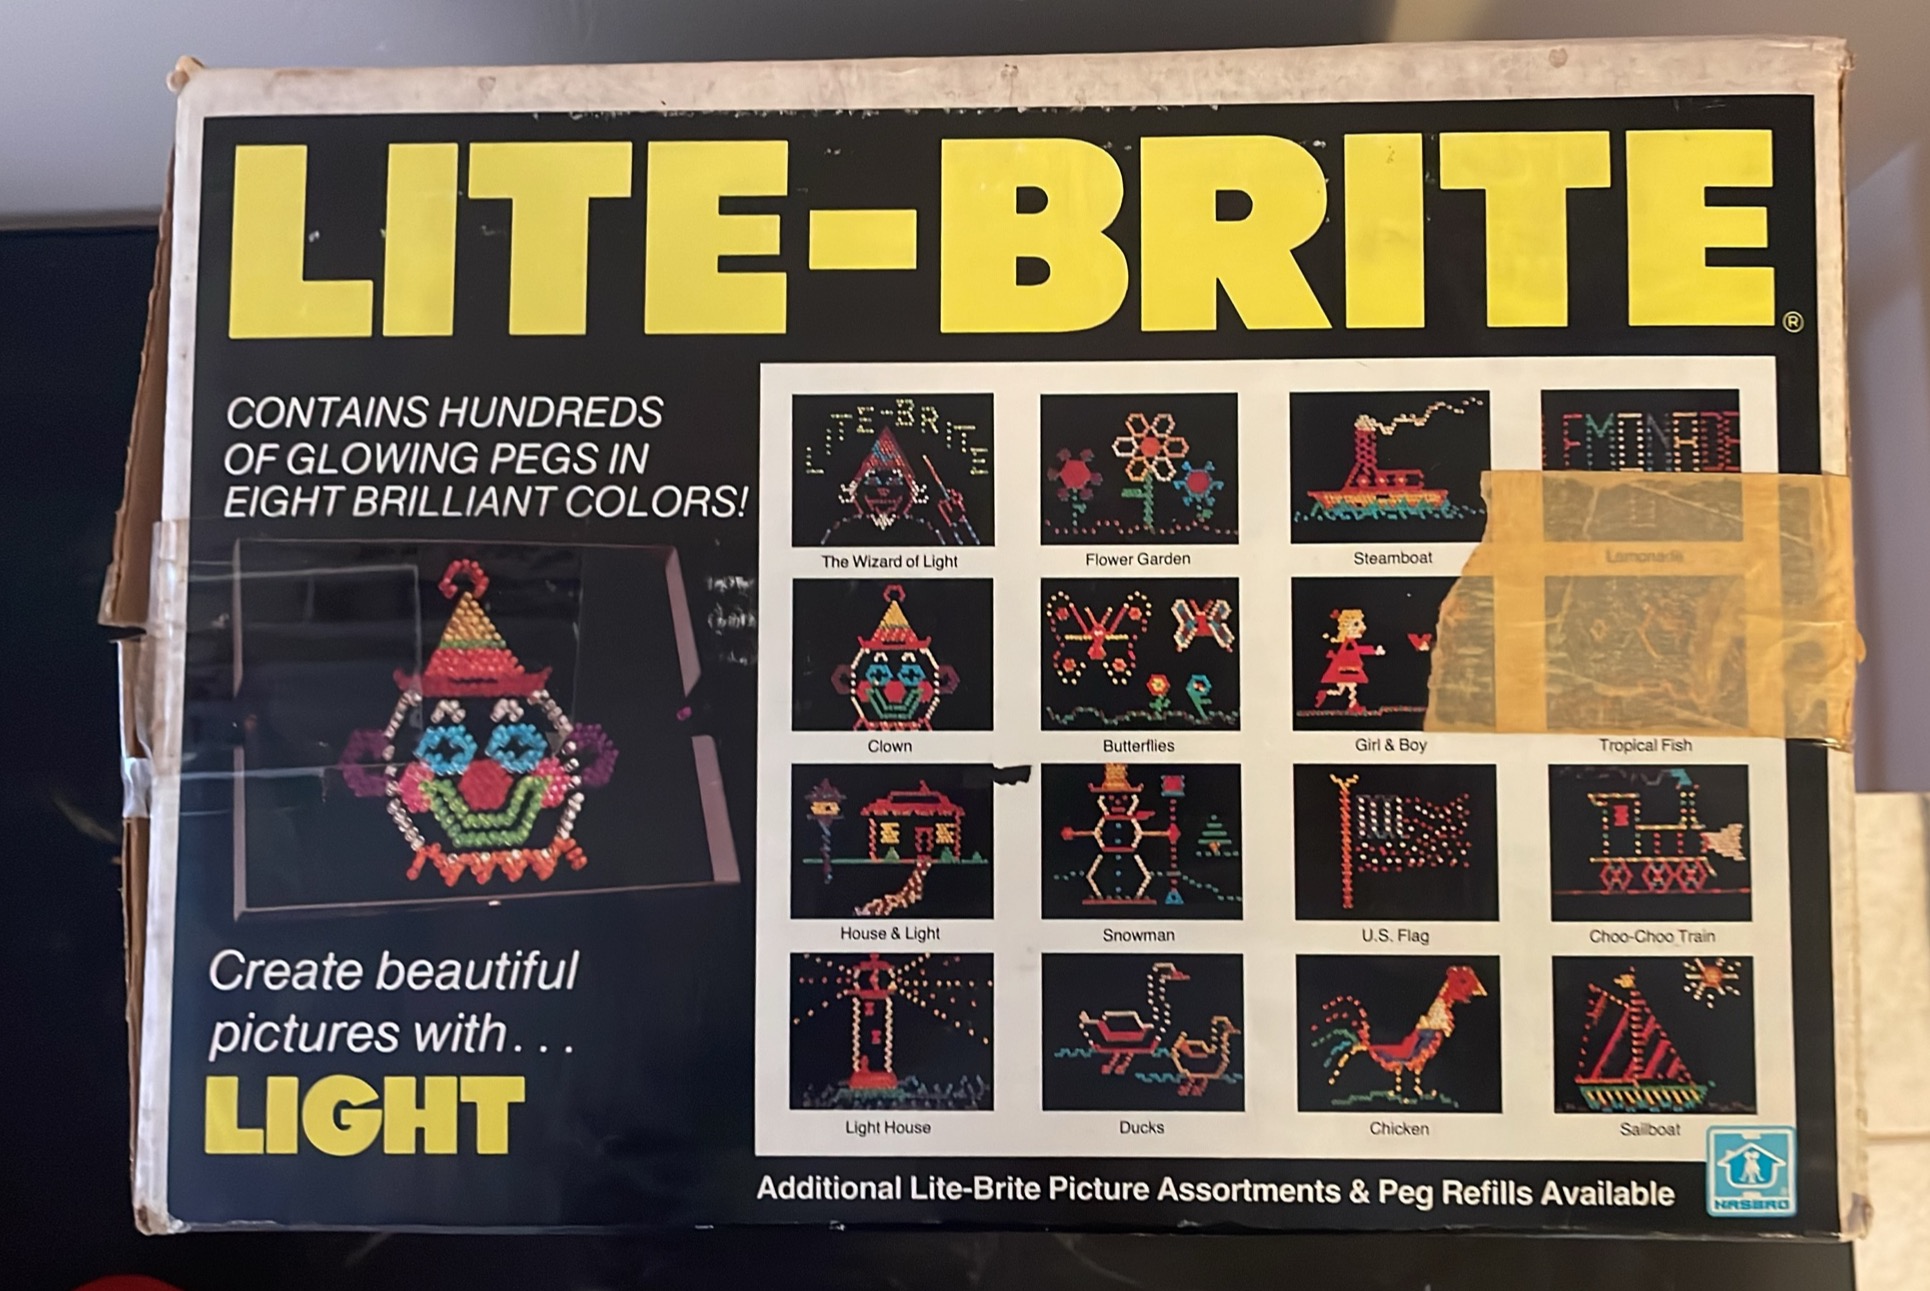 LITE-BRITE®
CONTAINS HUNDREDS
OF GLOWING PEGS IN
EIGHT BRILLIANT COLORS!
Create beautiful
pictures with...
LIGHT
LITE-BRITE
The Wizard of Light
Flower Garden
Steamboat
Lemonade
Clown
Butterflies
Girl & Boy
Tropical Fish
House & Light
Snowman
U.S. Flag
Choo-Choo Train
Light House
Ducks
Chicken
Sailboat
Additional Lite-Brite Picture Assortments & Peg Refills Available
HASBRO